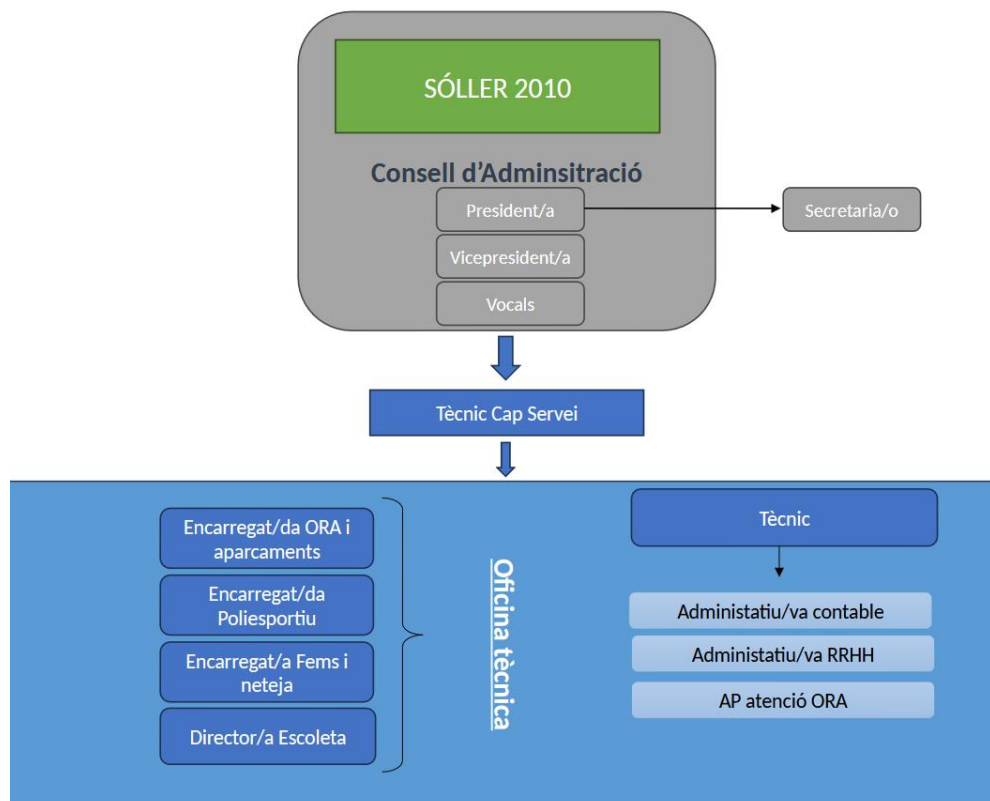 SÓLLER 2010
Consell d'Adminsitració
President/a
Secretaria/o
Vicepresident/a
Vocals
Tècnic Cap Servei
Encarregat/da ORA i
aparcaments
Encarregat/da
Poliesportiu
Encarregat/a Fems i
neteja
Director/a Escoleta
Oficina tècnica
Tècnic
Administatiu/va contable
Administatiu/va RRHH
AP atenció ORA